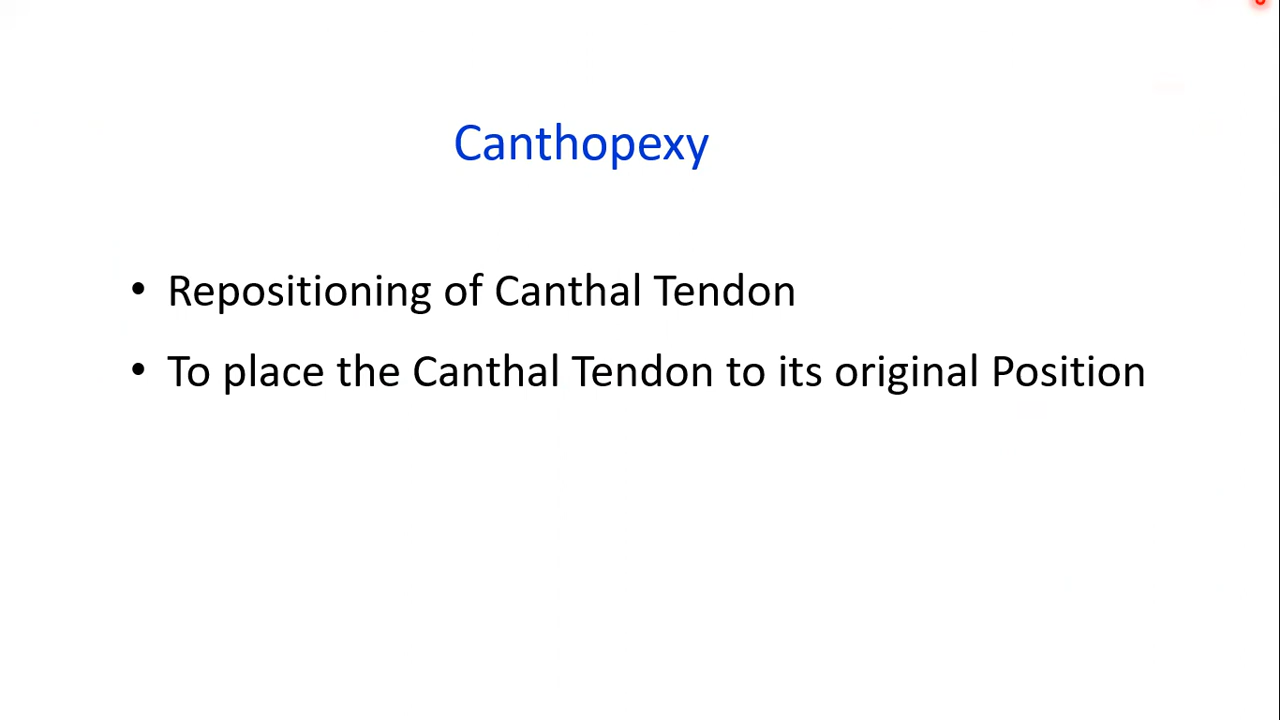 Canthopexy
• Repositioning of Canthal Tendon
• To place the Canthal Tendon to its original Position